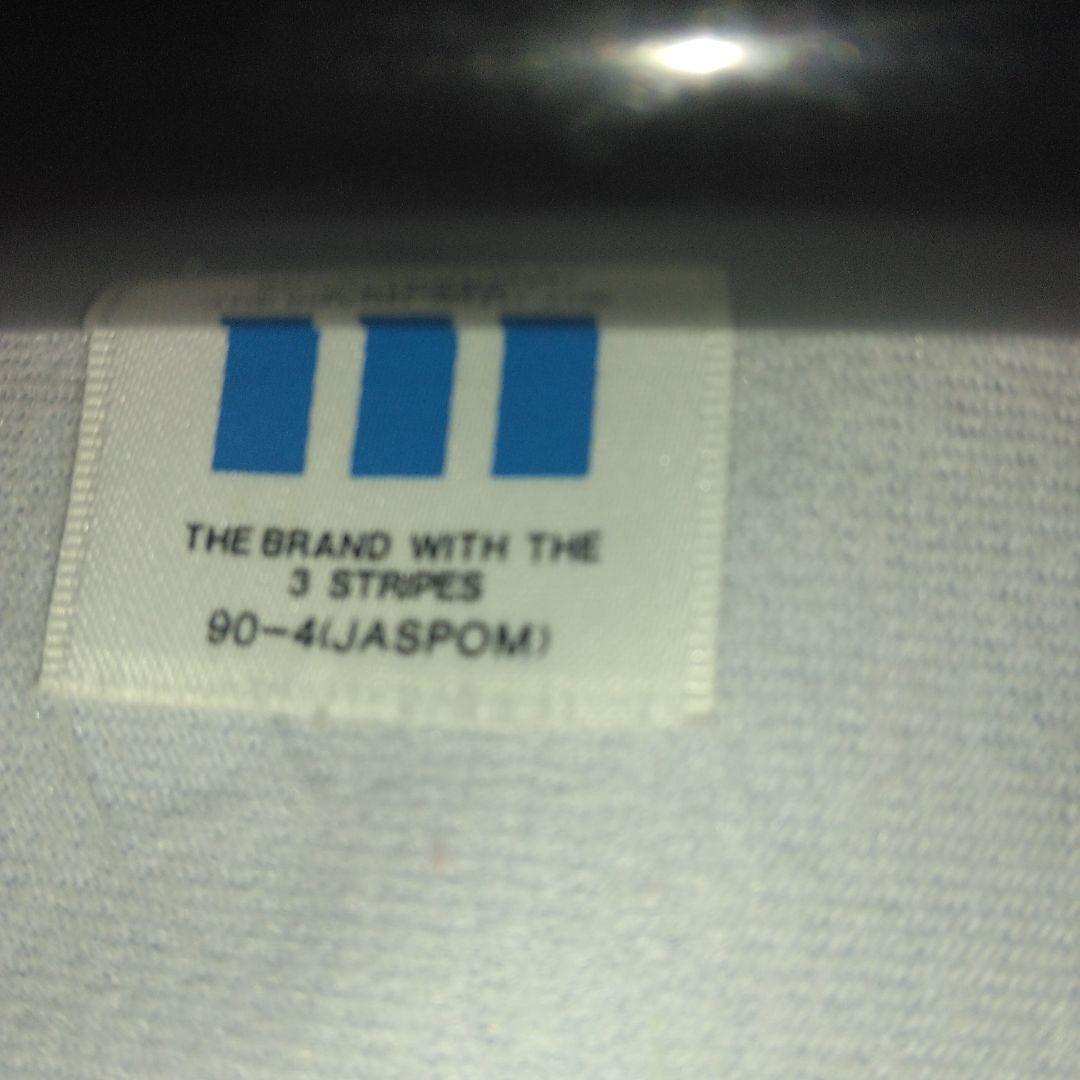 THE BRAND WITH THE
3 STRIPES
90-4(JASPOM)